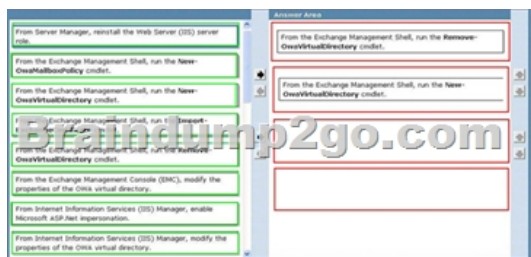 Answer Area
From Server Manager, reinstall the Web Server (IIS) server
role.
From the Exchange Management Shell, run the New-
OwaMailboxPolicy cmdlet.
From the Exchange Management Shell, run the New-
OwaVirtualDirectory cmdlet.
From the Exchange Management Shell, run the Import-
From the Exchange Management Shell, run the Remove-
OwaVirtualDirectory cmdlet.
From the Exchange Management Console (EMC), modify the
properties of the OWA virtual directory.
From Internet Information Services (IIS) Manager, enable
Microsoft ASP.Net impersonation.
From Internet Information Services (IIS) Manager, modify the
properties of the OWA virtual directory.
From the Exchange Management Shell, run the Remove-
OwaVirtualDirectory cmdlet.
From the Exchange Management Shell, run the New-
OwaVirtualDirectory cmdlet.
Braindump2go.com